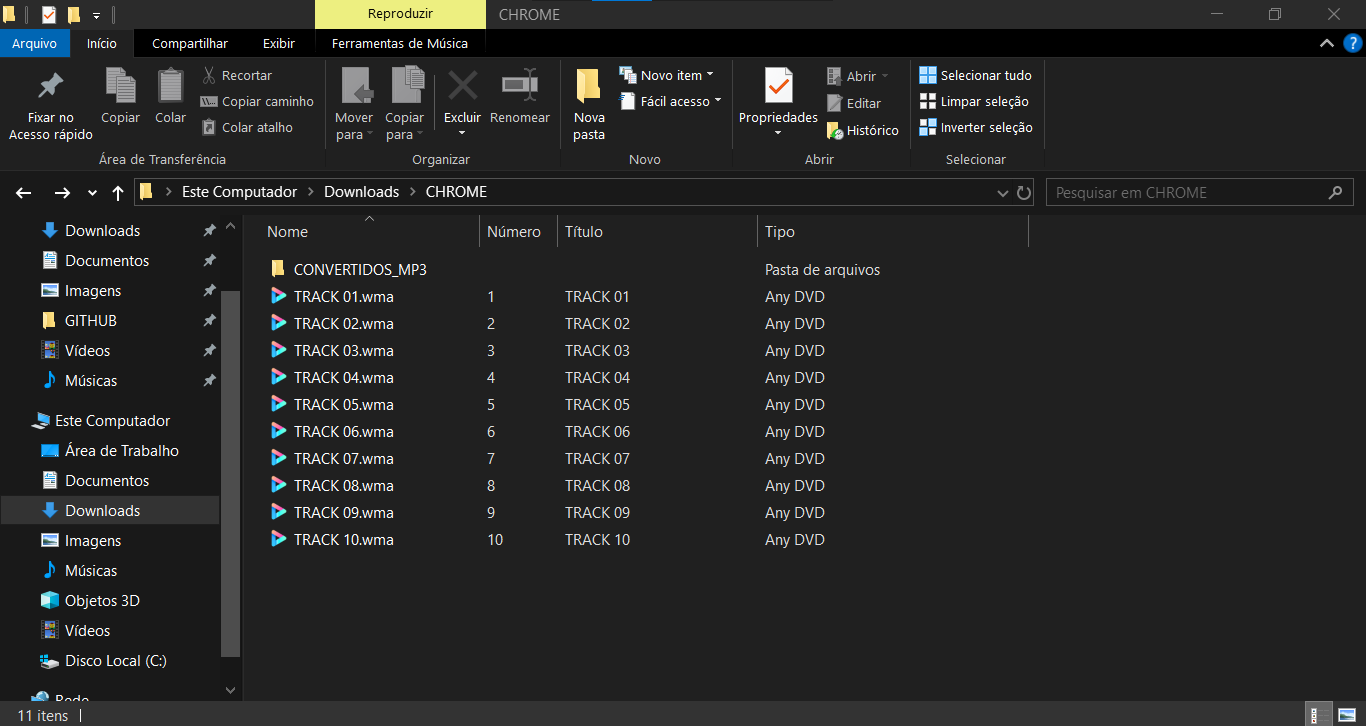 Reproduzir
CHROME
Arquivo
Início
Compartilhar
Exibir
Ferramentas de Música
Fixar no
Acesso rápido
Copiar
Colar
Recortar
Copiar caminho
Colar atalho
Área de Transferência
Mover
para
Copiar
para
Excluir
Renomear
Organizar
Nova
pasta
Novo item
Fácil acesso
Novo
Propriedades
Abrir
Editar
Histórico
Abrir
Selecionar tudo
Limpar seleção
Inverter seleção
Selecionar
Este Computador
Downloads
CHROME
Pesquisar em CHROME
Downloads
Documentos
Imagens
GITHUB
Vídeos
Músicas
Este Computador
Área de Trabalho
Documentos
Downloads
Imagens
Músicas
Objetos 3D
Vídeos
Disco Local (C:)
Rede
Nome Número Título Tipo
CONVERTIDOS_MP3 Pasta de arquivos
TRACK 01.wma 1 TRACK 01 Any DVD
TRACK 02.wma 2 TRACK 02 Any DVD
TRACK 03.wma 3 TRACK 03 Any DVD
TRACK 04.wma 4 TRACK 04 Any DVD
TRACK 05.wma 5 TRACK 05 Any DVD
TRACK 06.wma 6 TRACK 06 Any DVD
TRACK 07.wma 7 TRACK 07 Any DVD
TRACK 08.wma 8 TRACK 08 Any DVD
TRACK 09.wma 9 TRACK 09 Any DVD
TRACK 10.wma 10 TRACK 10 Any DVD
11 itens